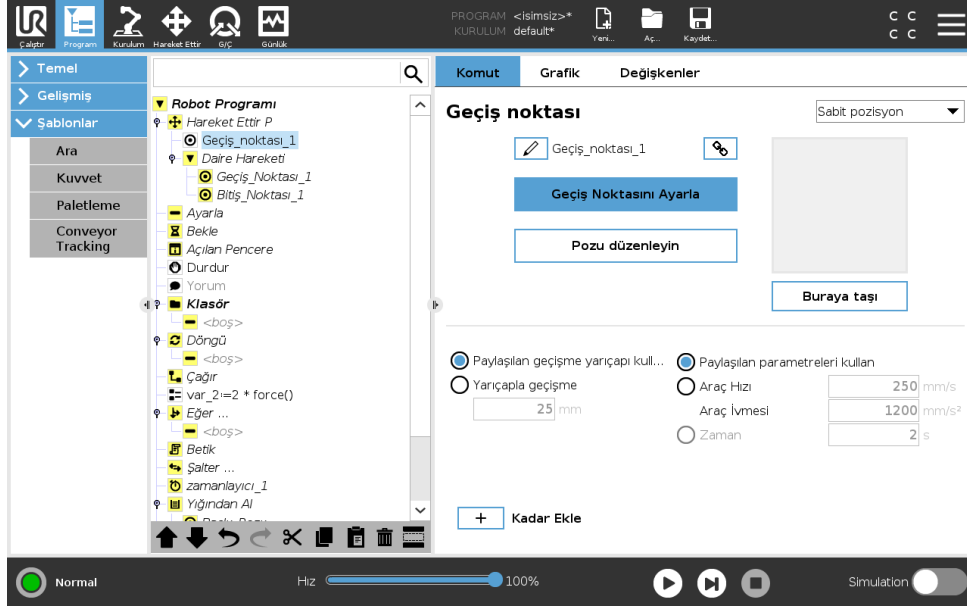 UR
Çalıştır
Program
Kurulum
Hareket Ettir
G/Ç
Günlük
PROGRAM <isimsiz>*
KURULUM default*
Yeni...
Aç...
Kaydet...
C C
C C
Temel
Gelişmiş
Şablonlar
Ara
Kuvvet
Paletleme
Conveyor
Tracking
Robot Programı
Hareket Ettir P
Geçiş_noktası_1
Daire Hareketi
Geçiş_Noktası_1
Bitiş_Noktası_1
Ayarla
Bekle
Açılan Pencere
Durdur
Yorum
Klasör
<boş>
Döngü
<boş>
Çağır
var_2:=2 * force()
Eğer ...
<boş>
Betik
Şalter ...
zamanlayıcı_1
Yığından Al
Komut Grafik Değişkenler
Geçiş noktası
Sabit pozisyon
Geçiş_noktası_1
Geçiş Noktasını Ayarla
Pozu düzenleyin
Buraya taşı
Paylaşılan geçişme yarıçapı kull...
Yarıçapla geçişme
25 mm
Paylaşılan parametreleri kullan
Araç Hızı 250 mm/s
Araç İvmesi 1200 mm/s²
Zaman 2 s
+ Kadar Ekle
Normal
Hız 100%
Simulation